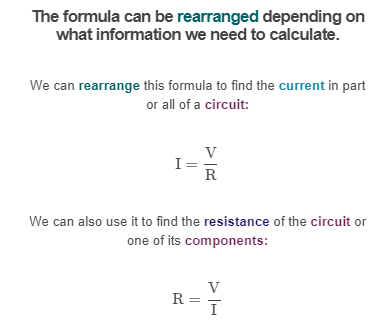 The formula can be rearranged depending on
what information we need to calculate.
We can rearrange this formula to find the current in part
or all of a circuit:
I = V/R
We can also use it to find the resistance of the circuit or
one of its components:
R = V/I